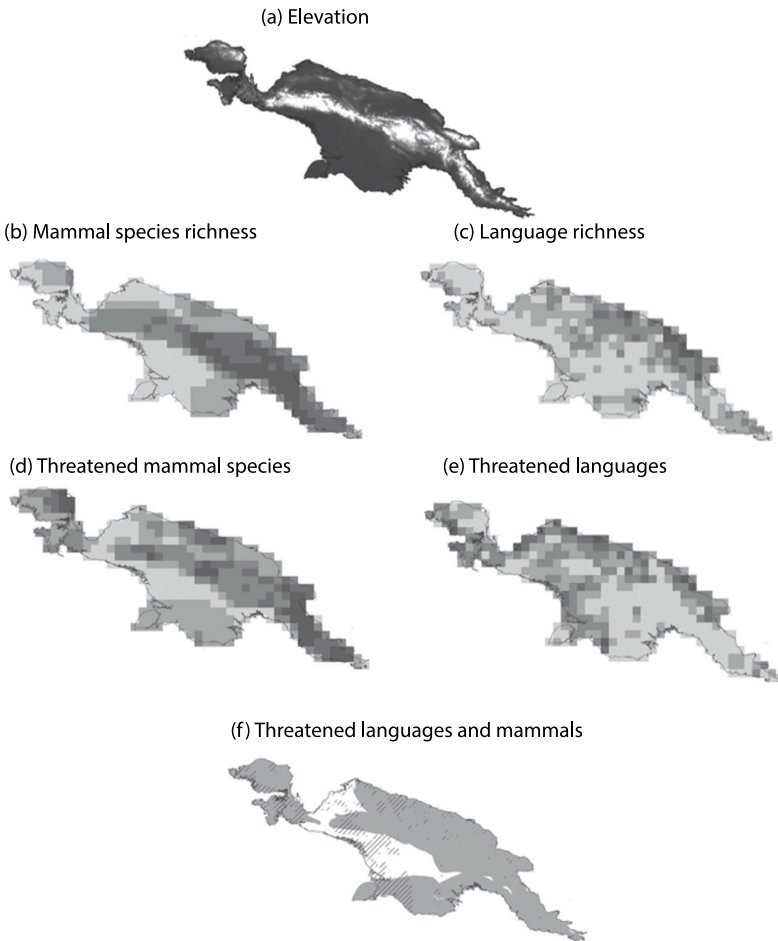 (a) Elevation
(b) Mammal species richness
(c) Language richness
(d) Threatened mammal species
(e) Threatened languages
(f) Threatened languages and mammals